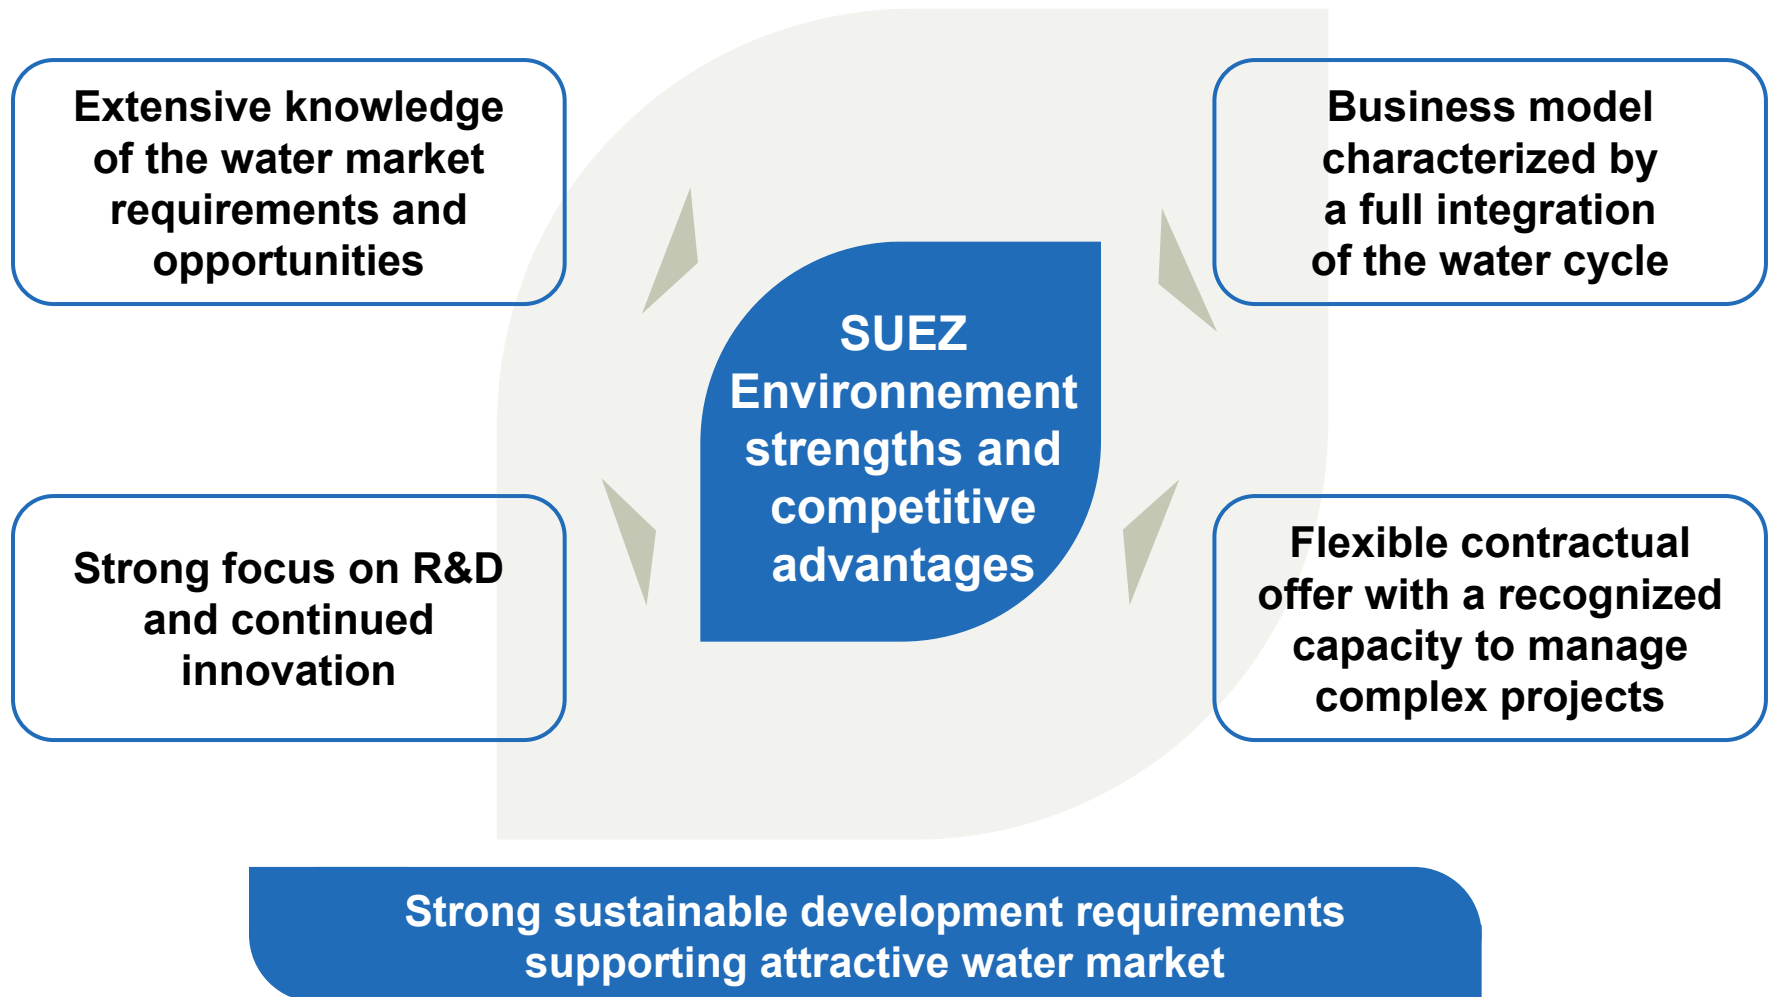 Extensive knowledge
of the water market
requirements and
opportunities
Business model
characterized by
a full integration
of the water cycle
SUEZ
Environnement
strengths and
competitive
advantages
Strong focus on R&D
and continued
innovation
Flexible contractual
offer with a recognized
capacity to manage
complex projects
Strong sustainable development requirements
supporting attractive water market